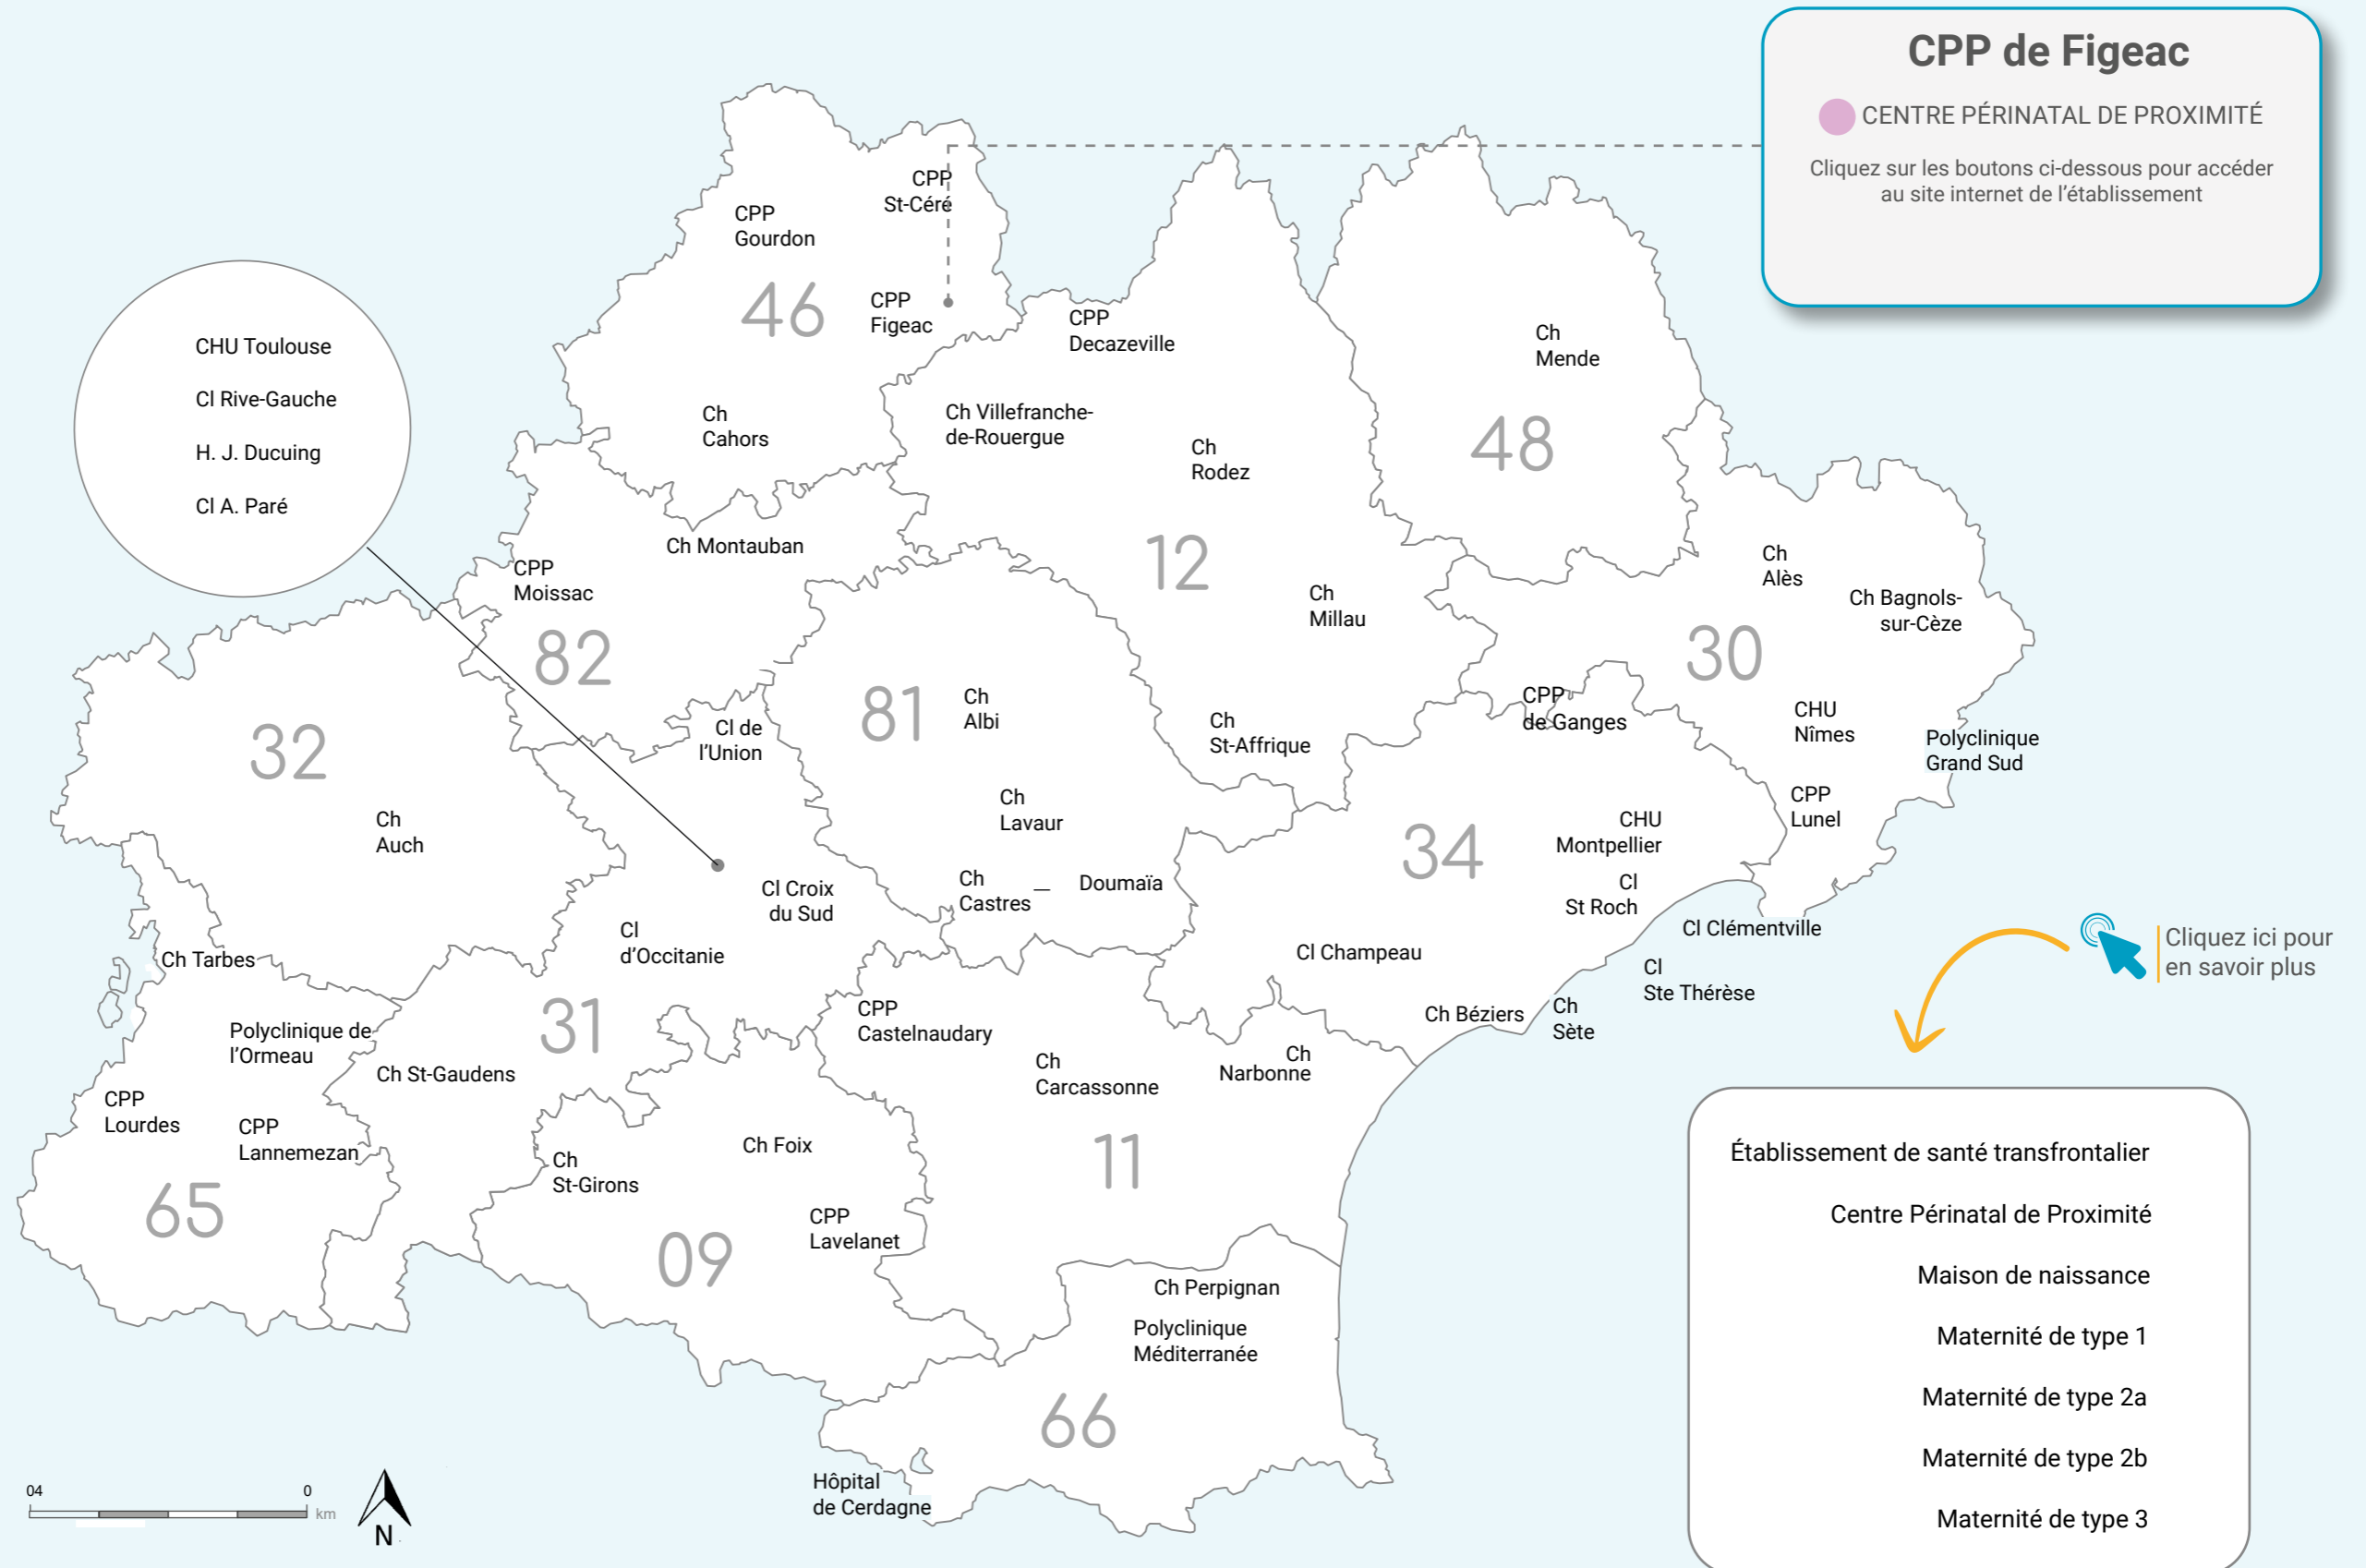 CPP de Figeac
CENTRE PÉRINATAL DE PROXIMITÉ
Cliquez sur les boutons ci-dessous pour accéder
au site internet de l'établissement
CPP
St-Céré
CPP
Gourdon
46
CPP
Figeac
Ch
Cahors
CHU Toulouse
Cl Rive-Gauche
H. J. Ducuing
Cl A. Paré
CPP
Decazeville
Ch Villefranche-
de-Rouergue
Ch
Rodez
12
Ch
Millau
Ch
St-Affrique
Ch
Mende
48
Ch
Alès
Ch Bagnols-
sur-Cèze
30
CHU
Nîmes
Polyclinique
Grand Sud
CPP
Lunel
Ch Montauban
CPP
Moissac
82
32
Ch
Auch
81
Ch
Albi
Ch
Lavaur
Ch
Castres
_
Doumaïa
Cl de
l'Union
Cl Croix
du Sud
Cl
d'Occitanie
31
Ch St-Gaudens
CPP
de Ganges
34
CHU
Montpellier
Cl
St Roch
Cl Clémentville
Cl Champeau
Cl
Ste Thérèse
Ch Béziers
Ch
Sète
Ch Tarbes
Polyclinique de
l'Ormeau
CPP
Lourdes
CPP
Lannemezan
65
CPP
Castelnaudary
Ch
Carcassonne
Ch
Narbonne
11
Ch
St-Girons
Ch Foix
CPP
Lavelanet
09
Ch Perpignan
Polyclinique
Méditerranée
66
Hôpital
de Cerdagne
Cliquez ici pour
en savoir plus
Établissement de santé transfrontalier
Centre Périnatal de Proximité
Maison de naissance
Maternité de type 1
Maternité de type 2a
Maternité de type 2b
Maternité de type 3
04 0
km
N